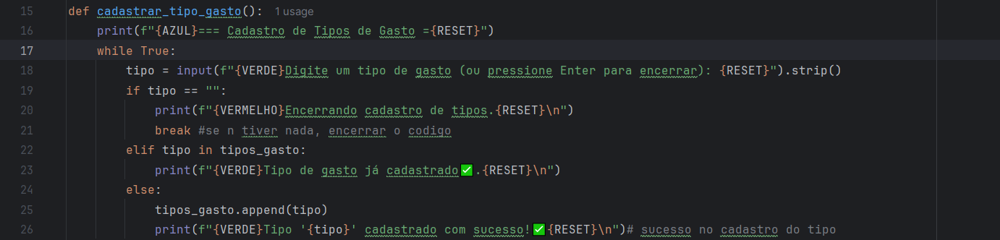 15 def cadastrar_tipo_gasto(): 1 usage
16 print(f"{AZUL}=== Cadastro de Tipos de Gasto ={RESET}")
17 while True:
18 tipo = input(f"{VERDE}Digite um tipo de gasto (ou pressione Enter para encerrar): {RESET}").strip()
19 if tipo == "":
20 print(f"{VERMELHO}Encerrando cadastro de tipos.{RESET}\n")
21 break #se n tiver nada, encerrar o codigo
22 elif tipo in tipos_gasto:
23 print(f"{VERDE}Tipo de gasto já cadastrado✅.{RESET}\n")
24 else:
25 tipos_gasto.append(tipo)
26 print(f"{VERDE}Tipo '{tipo}' cadastrado com sucesso!✅{RESET}\n")# sucesso no cadastro do tipo